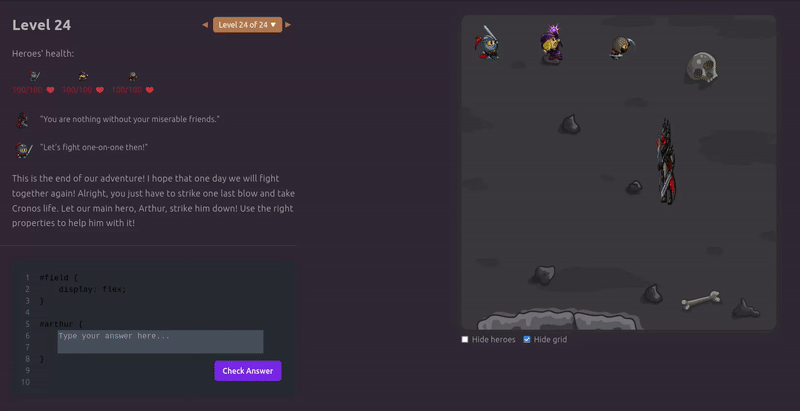 Level 24
◀ Level 24 of 24 ▼ ▶
Heroes' health:
100/100 100/100 100/100
"You are nothing without your miserable friends."
"Let's fight one-on-one then!"
This is the end of our adventure! I hope that one day we will fight
together again! Alright, you just have to strike one last blow and take
Cronos life. Let our main hero, Arthur, strike him down! Use the right
properties to help him with it!
1 #field {
2 display: flex;
3 }
4
5 #arthur {
6 Type your answer here...
7
8 }
9
10
Check Answer
Hide heroes Hide grid